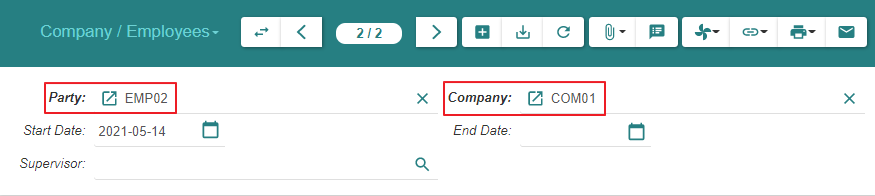 Company / Employees
2 / 2
Party: EMP02 Company: COM01
Start Date: 2021-05-14 End Date:
Supervisor: